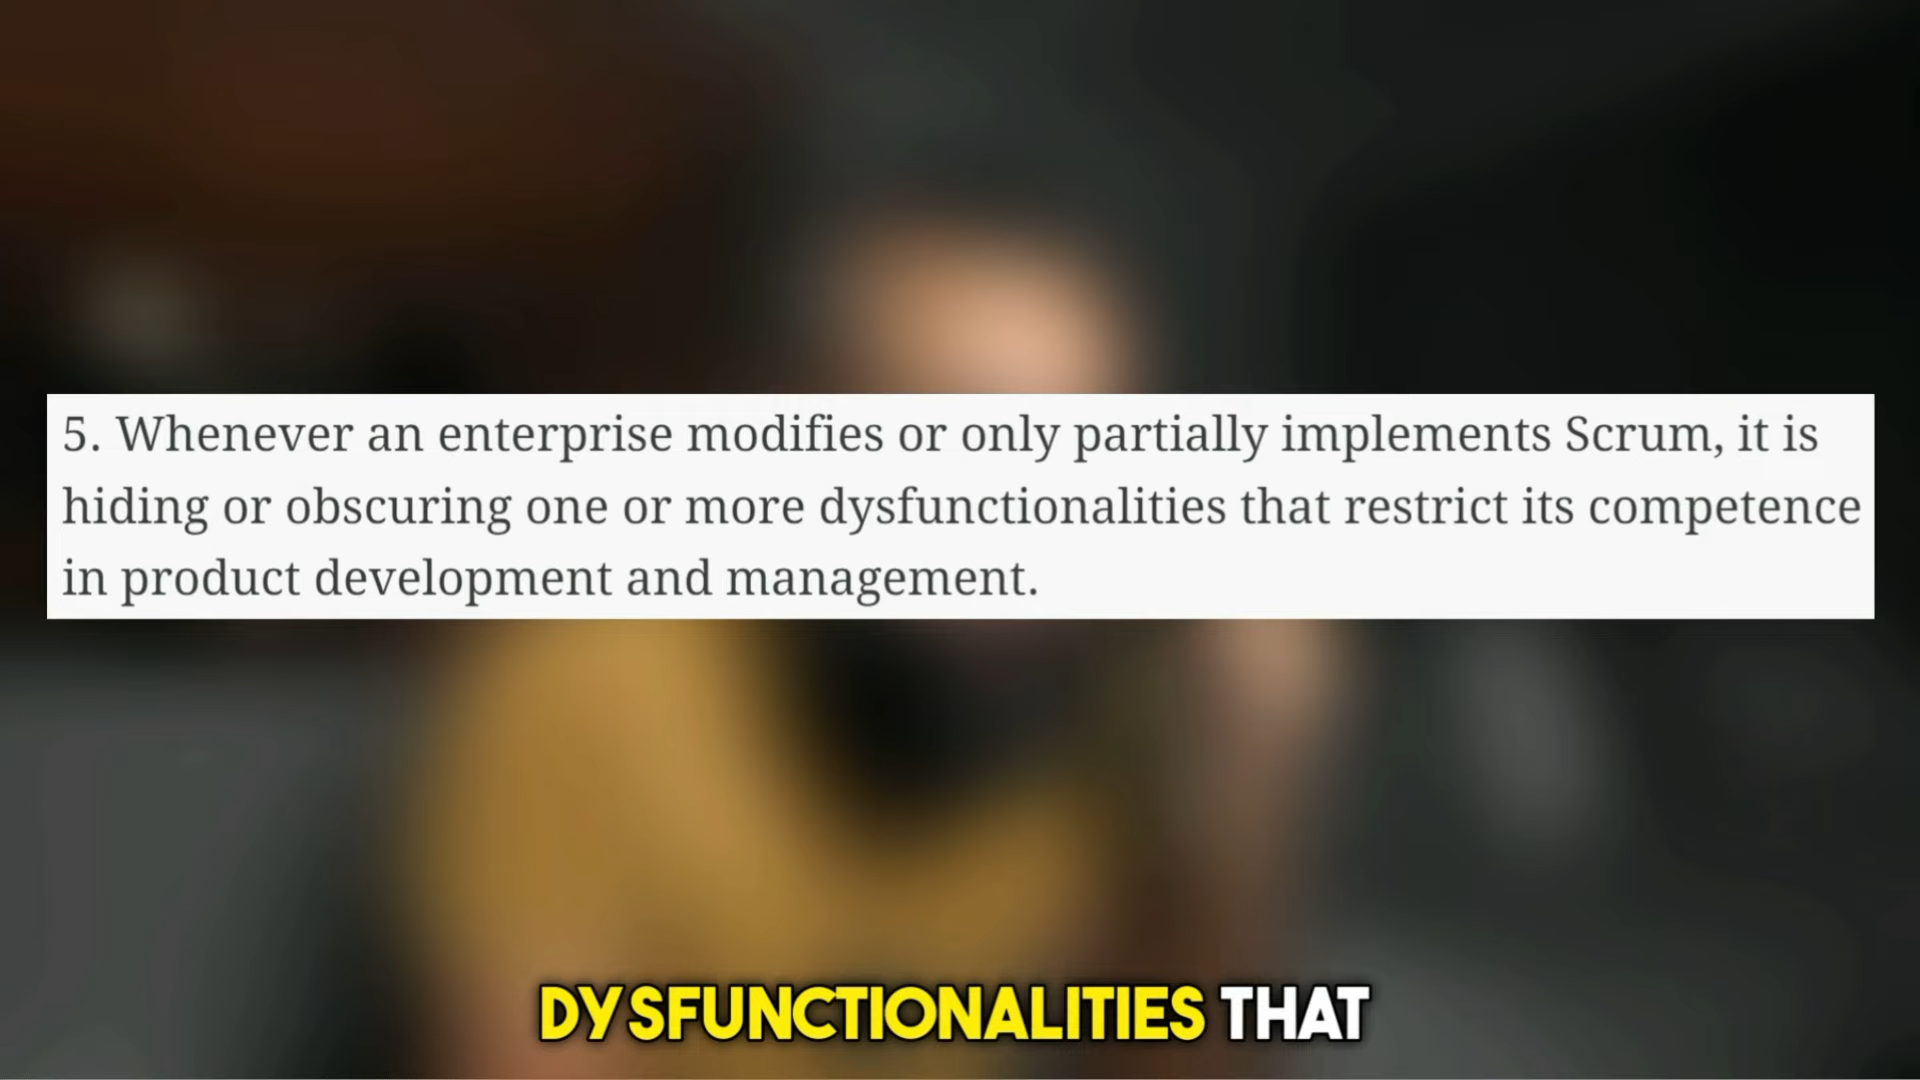 5. Whenever an enterprise modifies or only partially implements Scrum, it is
hiding or obscuring one or more dysfunctionalities that restrict its competence
in product development and management.
DYSFUNCTIONALITIES THAT